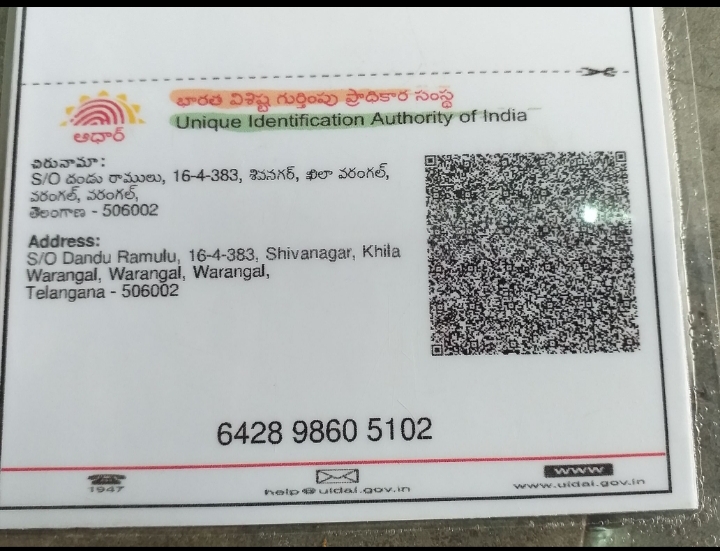 భారత విశిష్ట గుర్తింపు ప్రాధికార సంస్థ
Unique Identification Authority of India
ఆధార్
చిరునామా:
S/O దండు రాములు, 16-4-383, శివనగర్, ఖిలా వరంగల్,
వరంగల్, వరంగల్,
తెలంగాణ - 506002
Address:
S/O Dandu Ramulu, 16-4-383, Shivanagar, Khila
Warangal, Warangal, Warangal,
Telangana - 506002
6428 9860 5102
1947
help@uidai.gov.in
WWW
www.uidai.gov.in